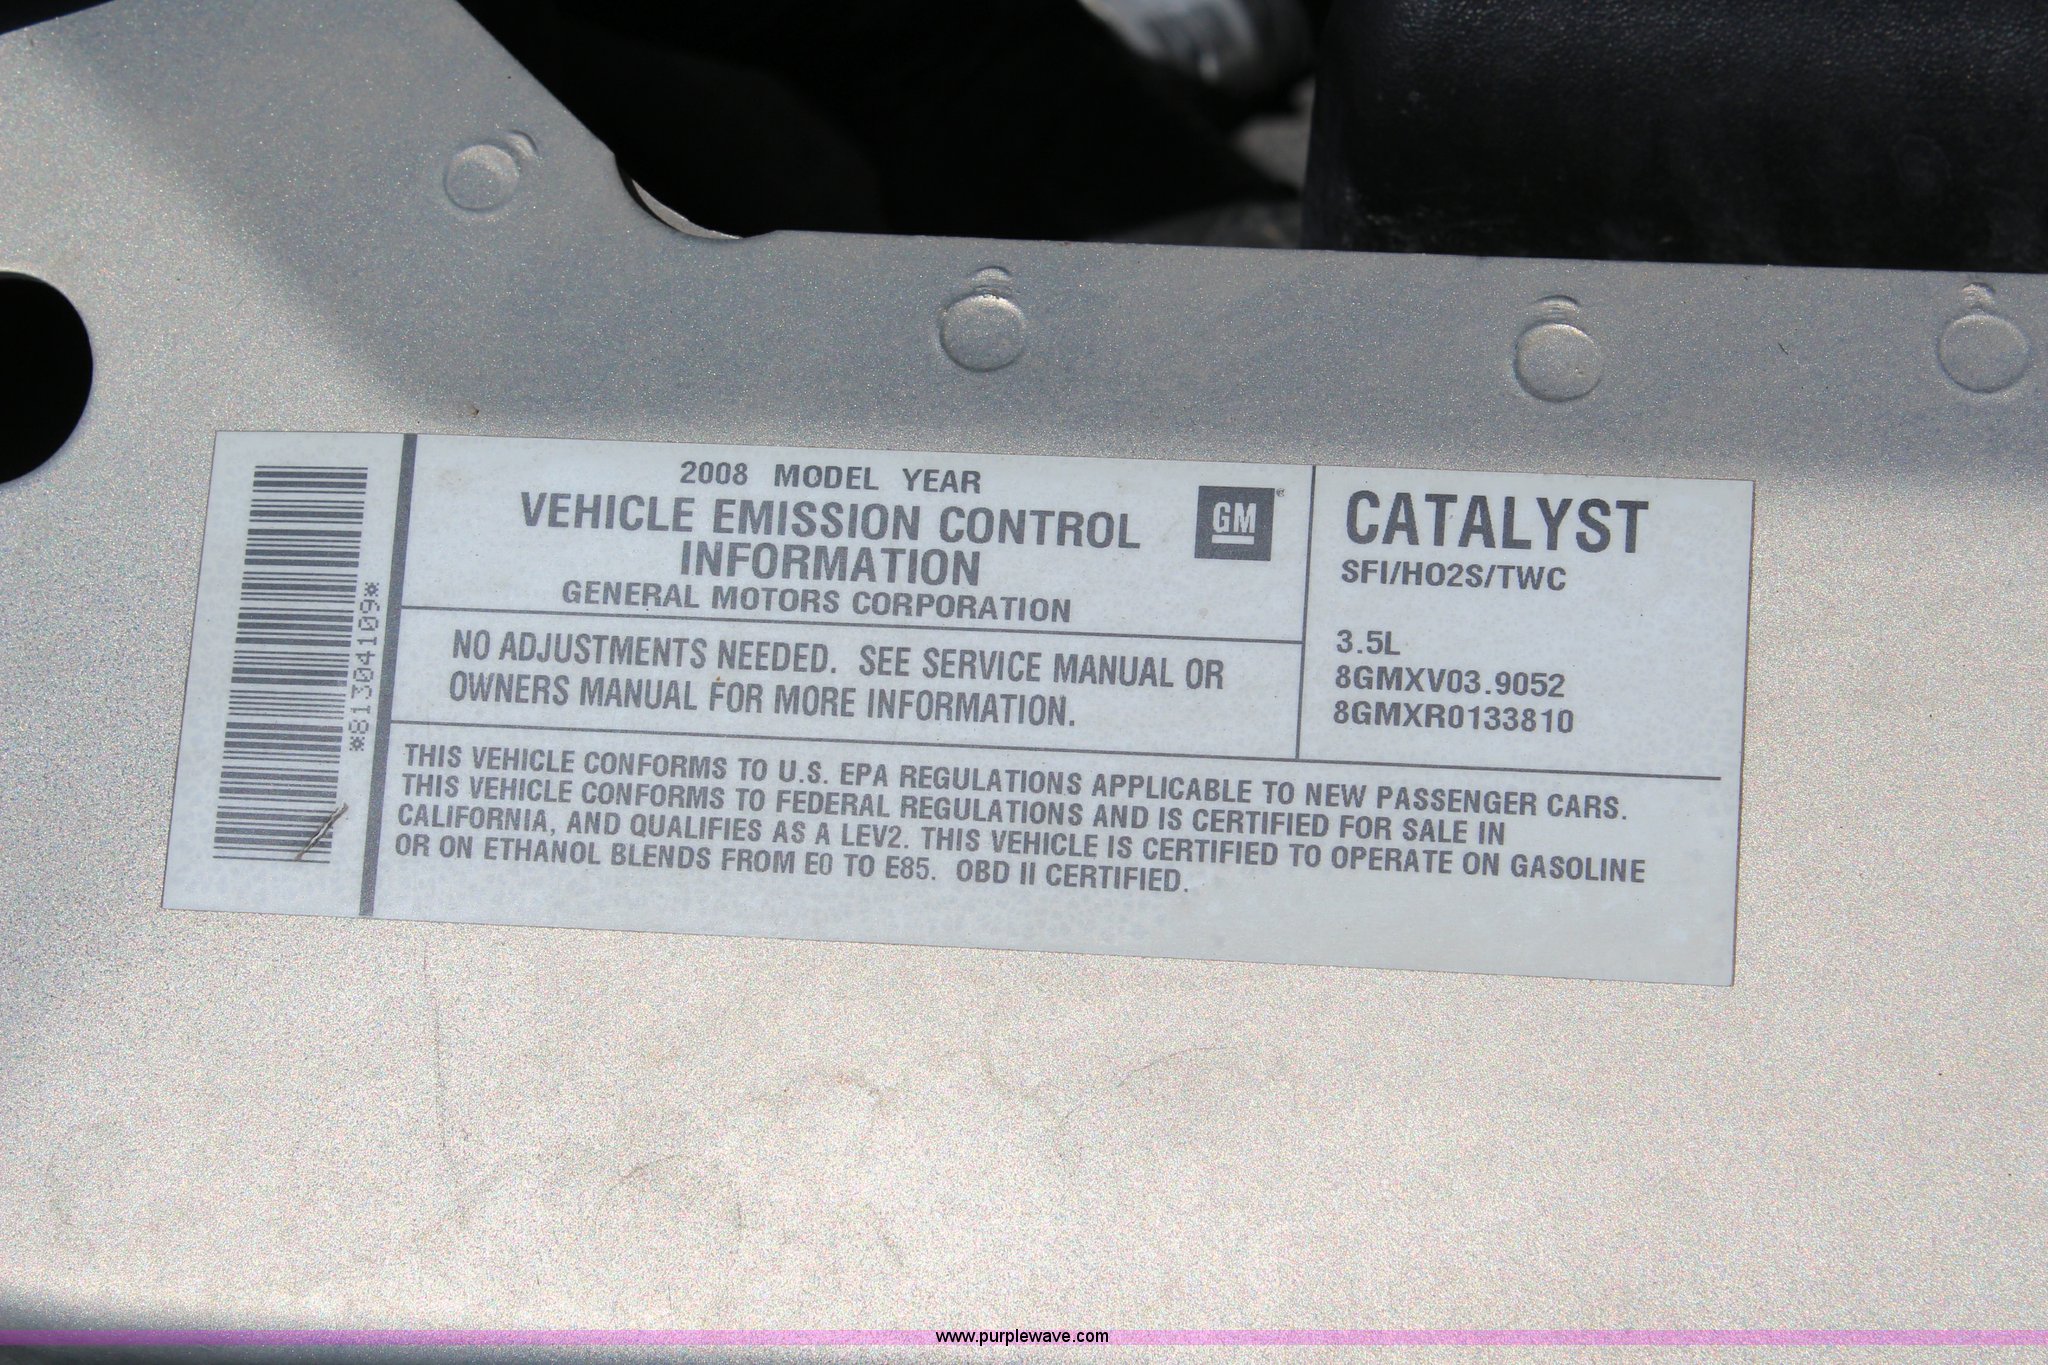 2008 MODEL YEAR
VEHICLE EMISSION CONTROL
INFORMATION
GENERAL MOTORS CORPORATION
GM
NO ADJUSTMENTS NEEDED. SEE SERVICE MANUAL OR
OWNERS MANUAL FOR MORE INFORMATION.
CATALYST
SFI/HO2S/TWC
3.5L
8GMXV03.9052
8GMXR0133810
THIS VEHICLE CONFORMS TO U.S. EPA REGULATIONS APPLICABLE TO NEW PASSENGER CARS.
THIS VEHICLE CONFORMS TO FEDERAL REGULATIONS AND IS CERTIFIED FOR SALE IN
CALIFORNIA, AND QUALIFIES AS A LEV2. THIS VEHICLE IS CERTIFIED TO OPERATE ON GASOLINE
OR ON ETHANOL BLENDS FROM E0 TO E85. OBD II CERTIFIED.
*81304109*
www.purplewave.com